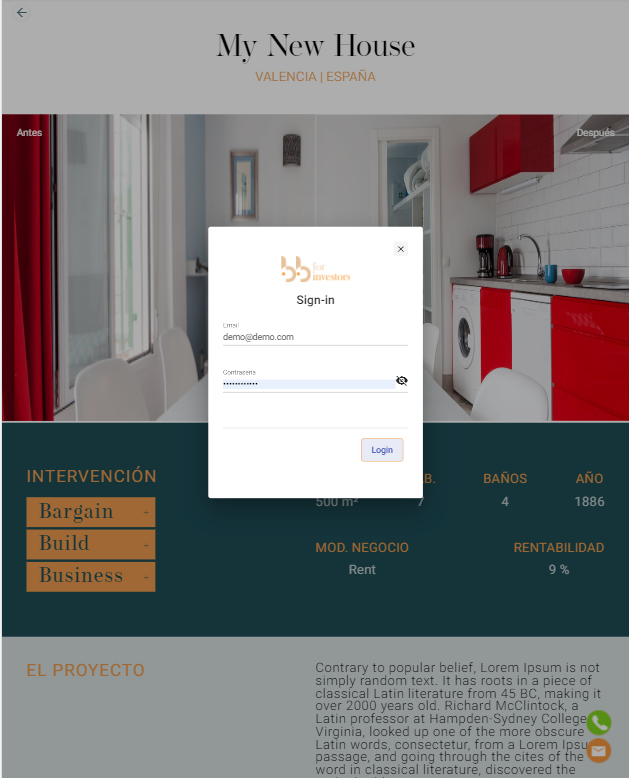 My New House
VALENCIA | ESPAÑA
Antes
Después
bb for investors
Sign-in
Email
demo@demo.com
Contraseña
••••••••••••
Login
INTERVENCIÓN
Bargain -
Build -
Business -
B.
BAÑOS
AÑO
500 m²
7
4
1886
MOD. NEGOCIO
RENTABILIDAD
Rent
9 %
EL PROYECTO
Contrary to popular belief, Lorem Ipsum is not
simply random text. It has roots in a piece of
classical Latin literature from 45 BC, making it
over 2000 years old. Richard McClintock, a
Latin professor at Hampden-Sydney College
Virginia, looked up one of the more obscure
Latin words, consectetur, from a Lorem Ipsu
passage, and going through the cites of the
word in classical literature, discovered the